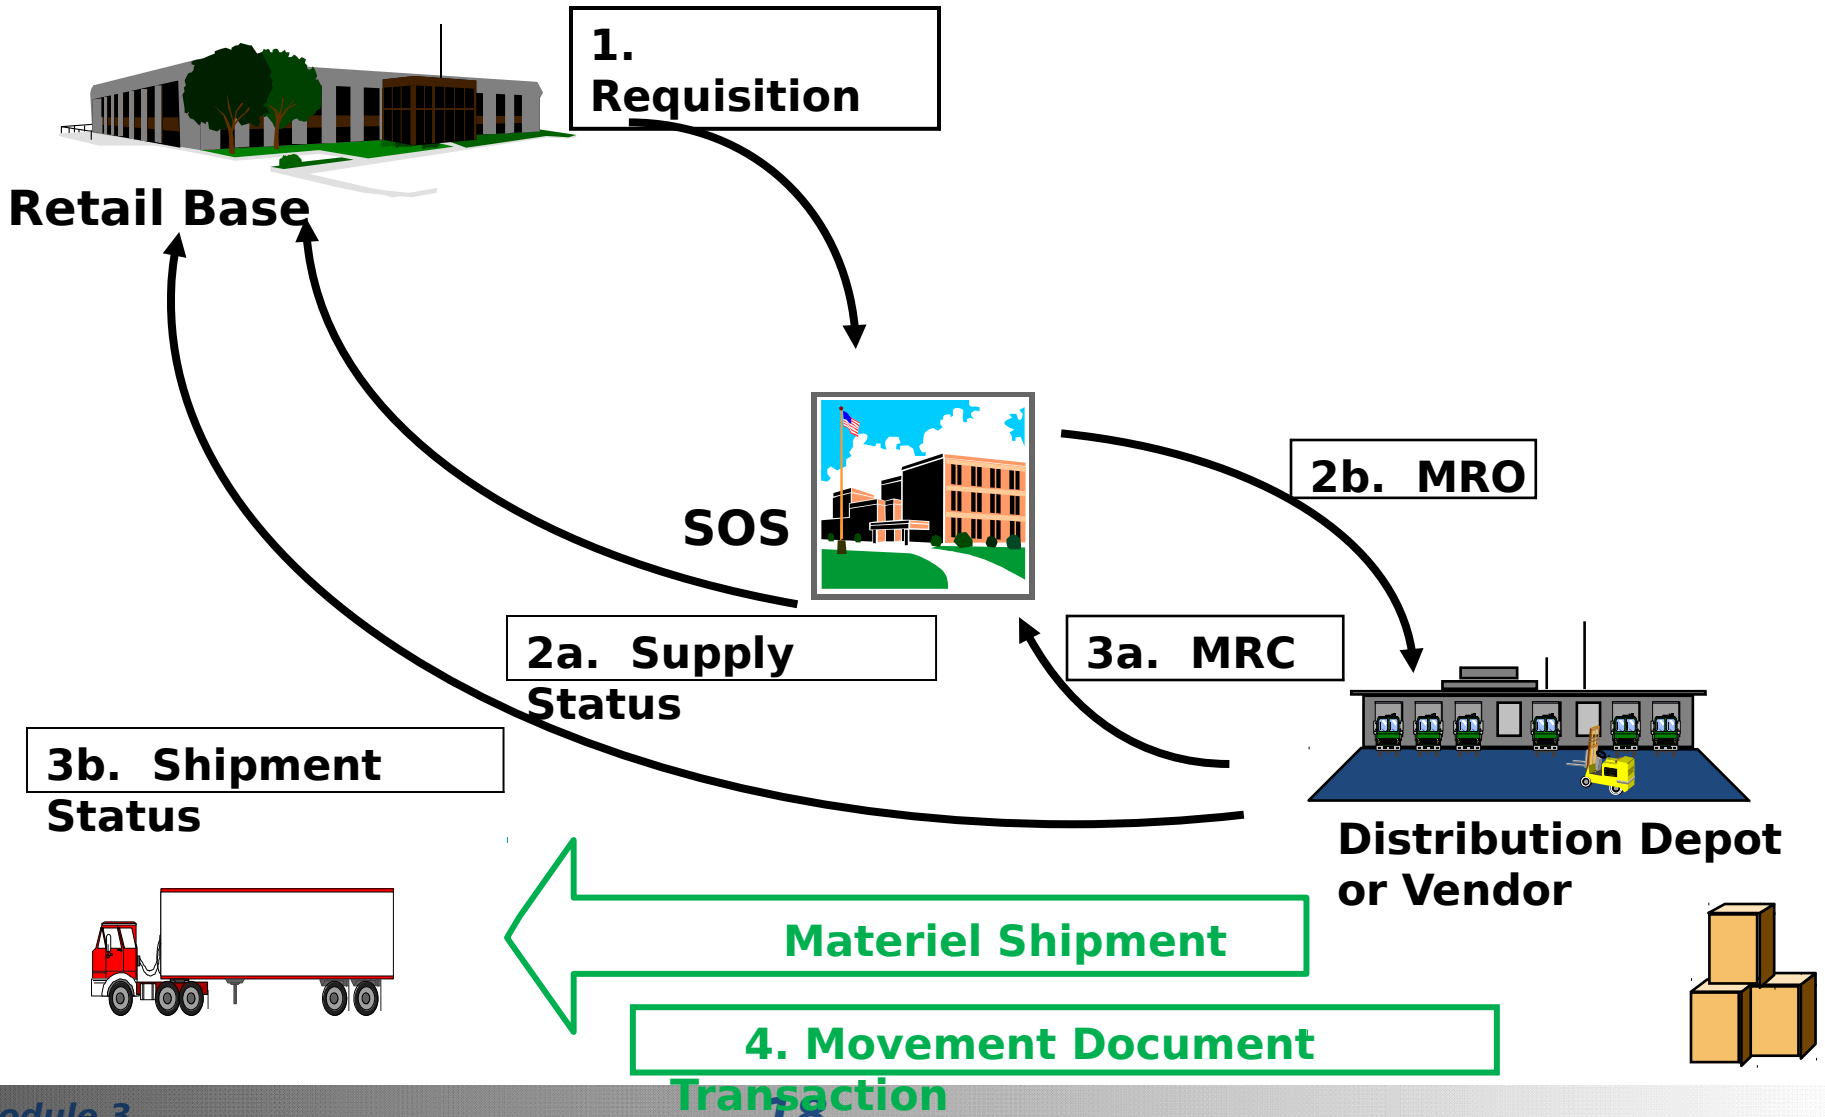 1.
Requisition
Retail Base
2b. MRO
SOS
2a. Supply
Status
3a. MRC
3b. Shipment
Status
Distribution Depot
or Vendor
Materiel Shipment
4. Movement Document
Transaction
18